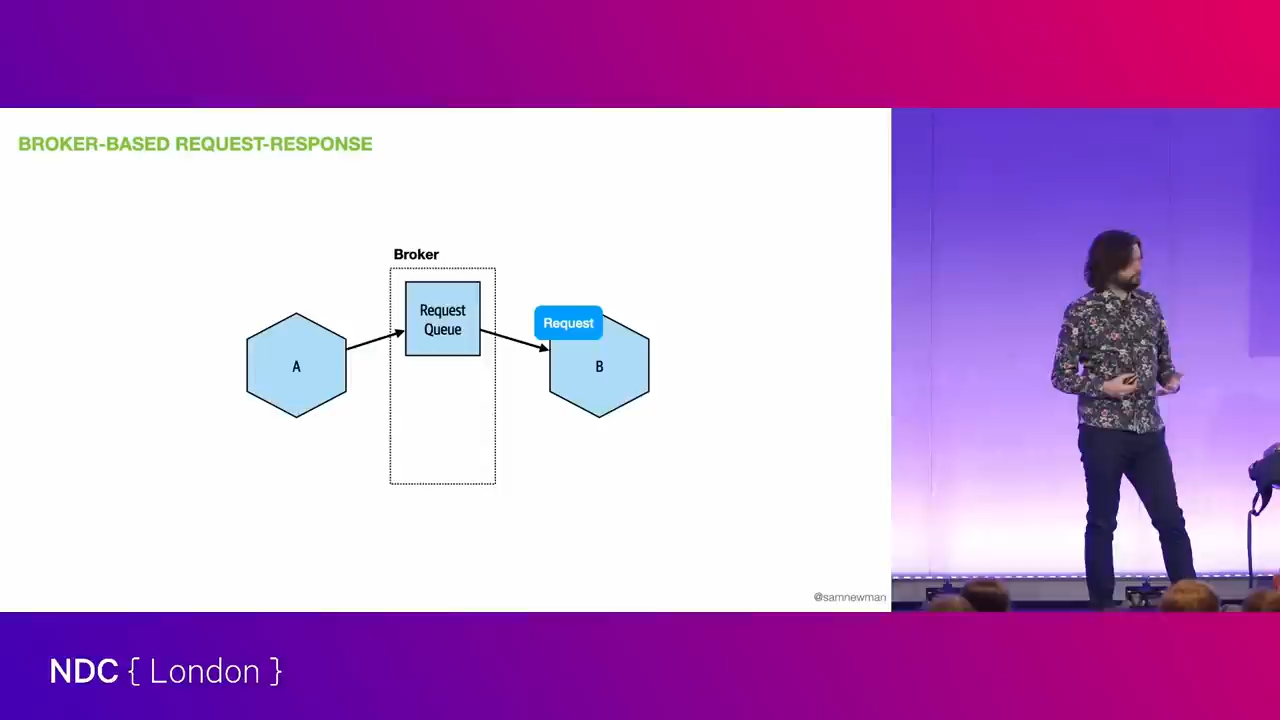 BROKER-BASED REQUEST-RESPONSE
Broker
Request
Queue
Request
A
B
@samnewman
NDC { London }